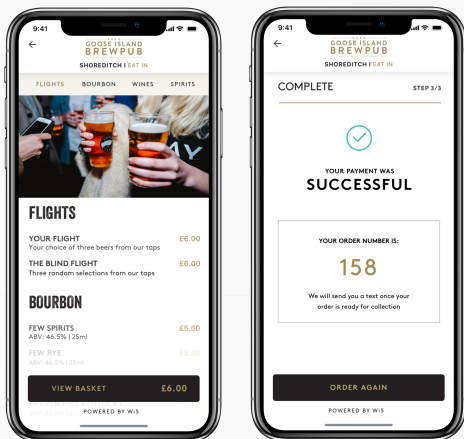 9:41
GOOSE ISLAND
BREWPUB
SHOREDITCH | EAT IN
FLIGHTS BOURBON WINES SPIRITS
FLIGHTS
YOUR FLIGHT £6.00
Your choice of three beers from our taps
THE BLIND FLIGHT £6.00
Three random selections from our taps
BOURBON
FEW SPIRITS £5.50
ABV: 46.5% | 25ml
FEW RYE £5.50
ABV: 46.5% | 25ml
VIEW BASKET £6.00
POWERED BY Wi5
9:41
GOOSE ISLAND
BREWPUB
SHOREDITCH | EAT IN
COMPLETE STEP 3/3
YOUR PAYMENT WAS
SUCCESSFUL
YOUR ORDER NUMBER IS:
158
We will send you a text once your
order is ready for collection
ORDER AGAIN
POWERED BY Wi5